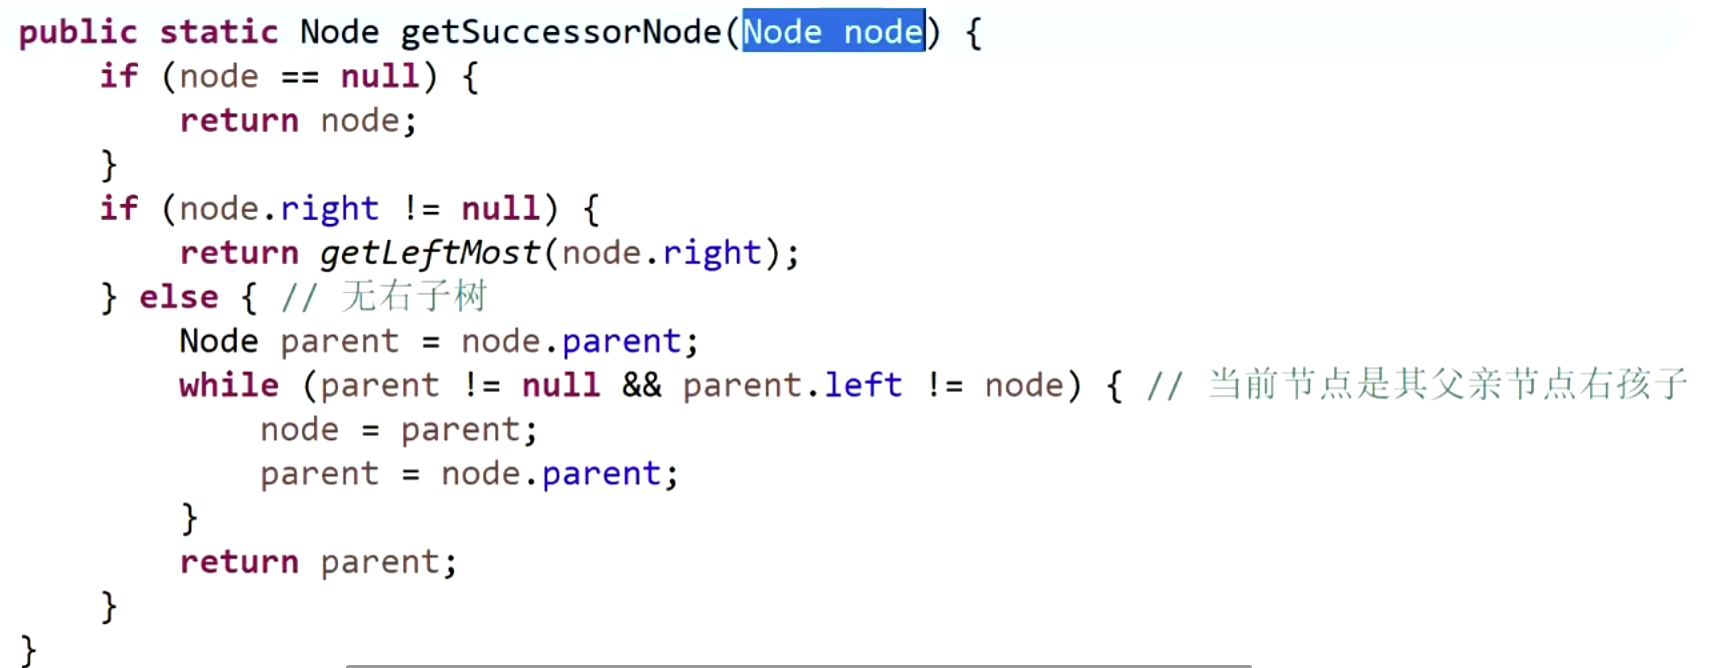 public static Node getSuccessorNode(Node node) {
    if (node == null) {
        return node;
    }
    if (node.right != null) {
        return getLeftMost(node.right);
    } else { // 无右子树
        Node parent = node.parent;
        while (parent != null && parent.left != node) { // 当前节点是其父亲节点右孩子
            node = parent;
            parent = node.parent;
        }
        return parent;
    }
}